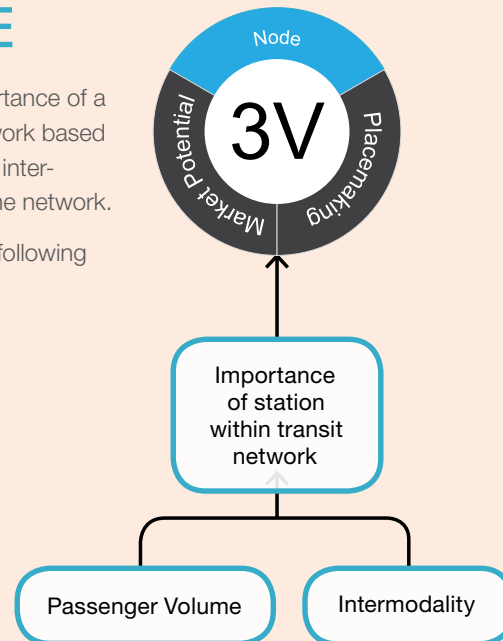 E
rtance of a
work based
inter-
ne network.
following
Node
3V
Market Potential
Placemaking
Importance
of station
within transit
network
Passenger Volume
Intermodality